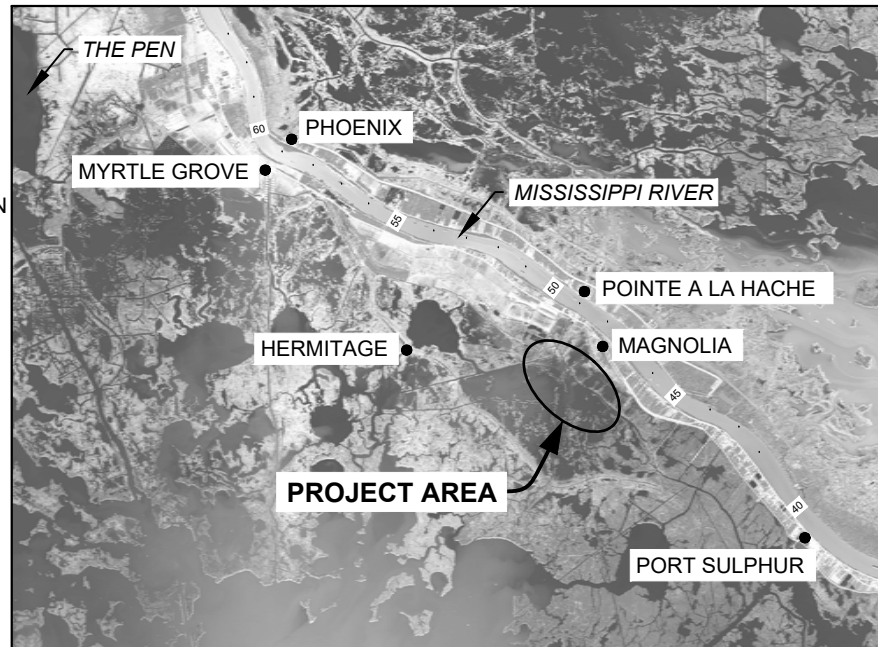 THE PEN
60
PHOENIX
MYRTLE GROVE
N
MISSISSIPPI RIVER
55
50
POINTE A LA HACHE
HERMITAGE
MAGNOLIA
45
PROJECT AREA
40
PORT SULPHUR